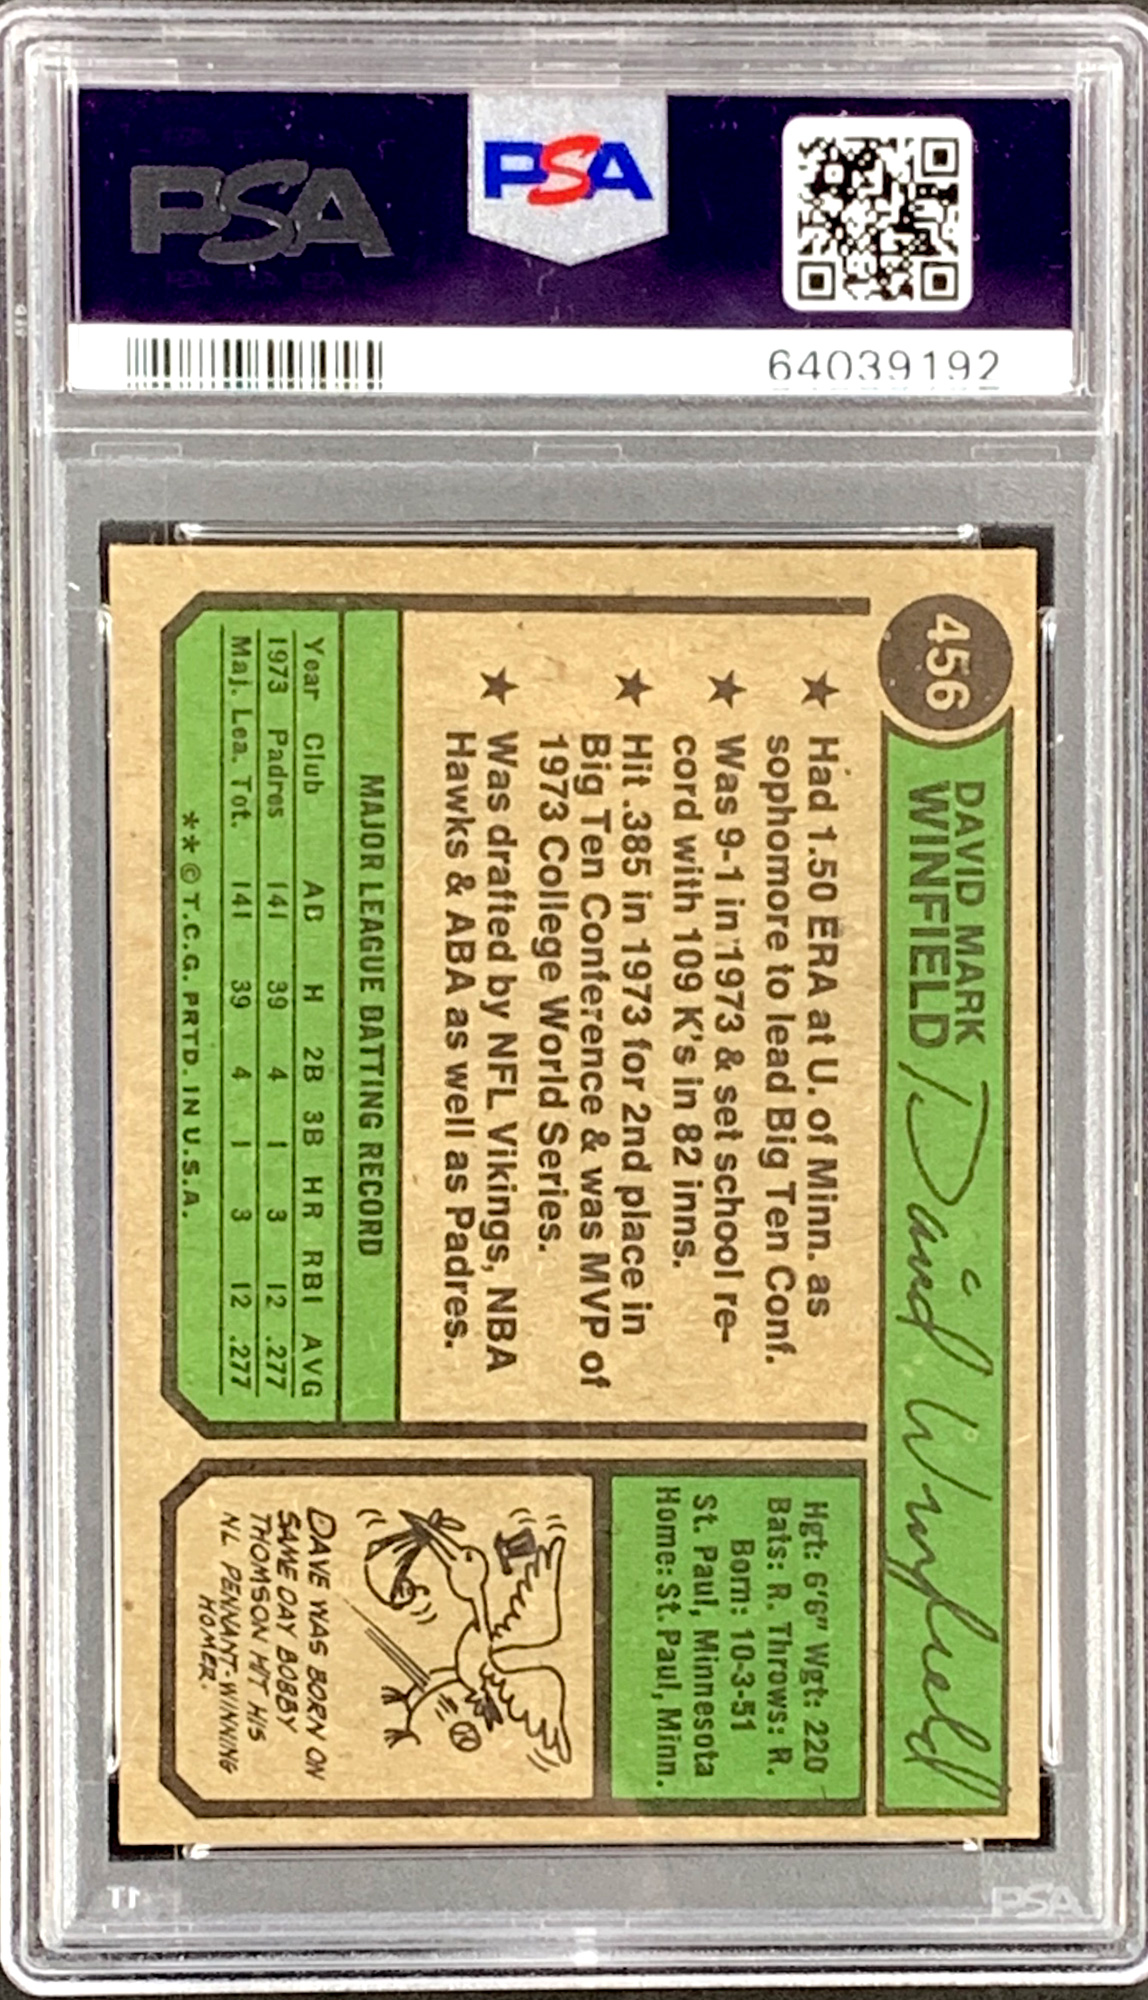 PSA
PSA
64039192
456
DAVID MARK
WINFIELD
David Winfield
★ Had 1.50 ERA at U. of Minn. as
sophomore to lead Big Ten Conf.
★ Was 9-1 in 1973 & set school re-
cord with 109 K's in 82 inns.
★ Hit .385 in 1973 for 2nd place in
Big Ten Conference & was MVP of
1973 College World Series.
★ Was drafted by NFL Vikings, NBA
Hawks & ABA as well as Padres.
MAJOR LEAGUE BATTING RECORD
Year Club AB H 2B 3B HR RBI AVG
1973 Padres 141 39 4 1 3 12 .277
Maj. Lea. Tot. 141 39 4 1 3 12 .277
**© T.C.G. PRTD. IN U.S.A.
Hgt: 6'6" Wgt: 220
Bats: R. Throws: R.
Born: 10-3-51
St. Paul, Minnesota
Home: St. Paul, Minn.
DAVE WAS BORN ON
SAME DAY BOBBY
THOMSON HIT HIS
NL PENNANT-WINNING
HOMER.
PSA